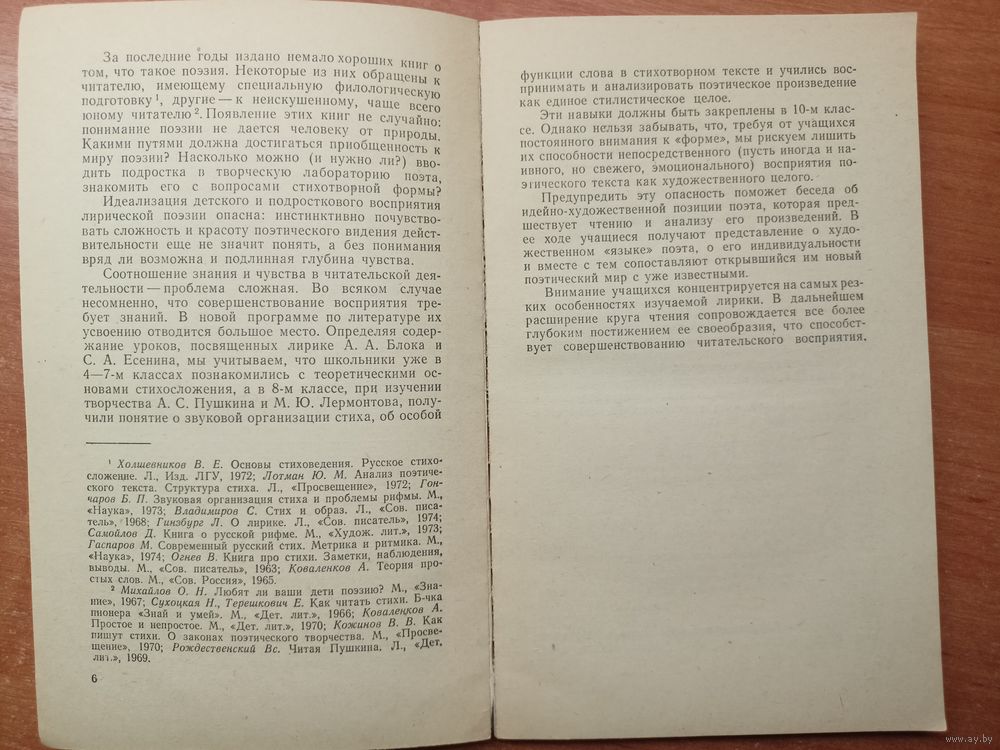 За последние годы издано немало хороших книг о
том, что такое поэзия. Некоторые из них обращены к
читателю, имеющему специальную филологическую
подготовку ¹, другие — к неискушенному, чаще всего
юному читателю ². Появление этих книг не случайно:
понимание поэзии не дается человеку от природы.
Какими путями должна достигаться приобщенность к
миру поэзии? Насколько можно (и нужно ли?) вво-
дить подростка в творческую лабораторию поэта,
знакомить его с вопросами стихотворной формы?
Идеализация детского и подросткового восприятия
лирической поэзии опасна: инстинктивно почувство-
вать сложность и красоту поэтического видения дейст-
вительности еще не значит понять, а без понимания
вряд ли возможна и подлинная глубина чувства.
Соотношение знания и чувства в читательской дея-
тельности — проблема сложная. Во всяком случае
несомненно, что совершенствование восприятия тре-
бует знаний. В новой программе по литературе их
усвоению отводится большое место. Определяя содер-
жание уроков, посвященных лирике А. А. Блока и
С. А. Есенина, мы учитываем, что школьники уже в
4—7-м классах познакомились с теоретическими ос-
новами стихосложения, а в 8-м классе, при изучении
творчества А. С. Пушкина и М. Ю. Лермонтова, полу-
чили понятие о звуковой организации стиха, об особой
¹ Холшевников В. Е. Основы стиховедения. Русское стихо-
сложение. Л., Изд. ЛГУ, 1972; Лотман Ю. М. Анализ поэтиче-
ского текста. Структура стиха. Л., «Просвещение», 1972; Гон-
чаров Б. П. Звуковая организация стиха и проблемы рифмы. М.,
«Наука», 1973; Владимиров С. Стих и образ. Л., «Сов. писа-
тель», 1968; Гинзбург Л. О лирике. Л., «Сов. писатель», 1974;
Самойлов Д. Книга о русской рифме. М., «Худож. лит.», 1973;
Гаспаров М. Современный русский стих. Метрика и ритмика. М.,
«Наука», 1974; Огнев В. Книга про стихи. Заметки, наблюдения,
выводы. М., «Сов. писатель», 1963; Коваленков А. Теория про-
стых слов. М., «Сов. Россия», 1965.
² Михайлов О. Н. Любят ли ваши дети поэзию? М., «Зна-
ние», 1967; Сухоцкая Н., Терешкович Е. Как читать стихи. Б-чка
пионера «Знай и умей». М., «Дет. лит.», 1966; Коваленков А.
Простое и непростое. М., «Дет. лит.», 1970; Кожинов В. В. Как
пишут стихи. О законах поэтического творчества. М., «Просве-
щение», 1970; Рождественский Вс. Читая Пушкина. Л., «Дет.
лит.», 1969.
6
функции слова в стихотворном тексте и учились вос-
принимать и анализировать поэтическое произведение
как единое стилистическое целое.
Эти навыки должны быть закреплены в 10-м клас-
се. Однако нельзя забывать, что, требуя от учащихся
постоянного внимания к «форме», мы рискуем лишить
их способности непосредственного (пусть иногда и на-
ивного, но свежего, эмоционального) восприятия по-
этического текста как художественного целого.
Предупредить эту опасность поможет беседа об
идейно-художественной позиции поэта, которая пред-
шествует чтению и анализу его произведений. В
ее ходе учащиеся получают представление о худо-
жественном «языке» поэта, о его индивидуальности
и вместе с тем сопоставляют открывшийся им новый
поэтический мир с уже известными.
Внимание учащихся концентрируется на самых рез-
ких особенностях изучаемой лирики. В дальнейшем
расширение круга чтения сопровождается все более
глубоким постижением ее своеобразия, что способст-
вует совершенствованию читательского восприятия.
www.ay.by